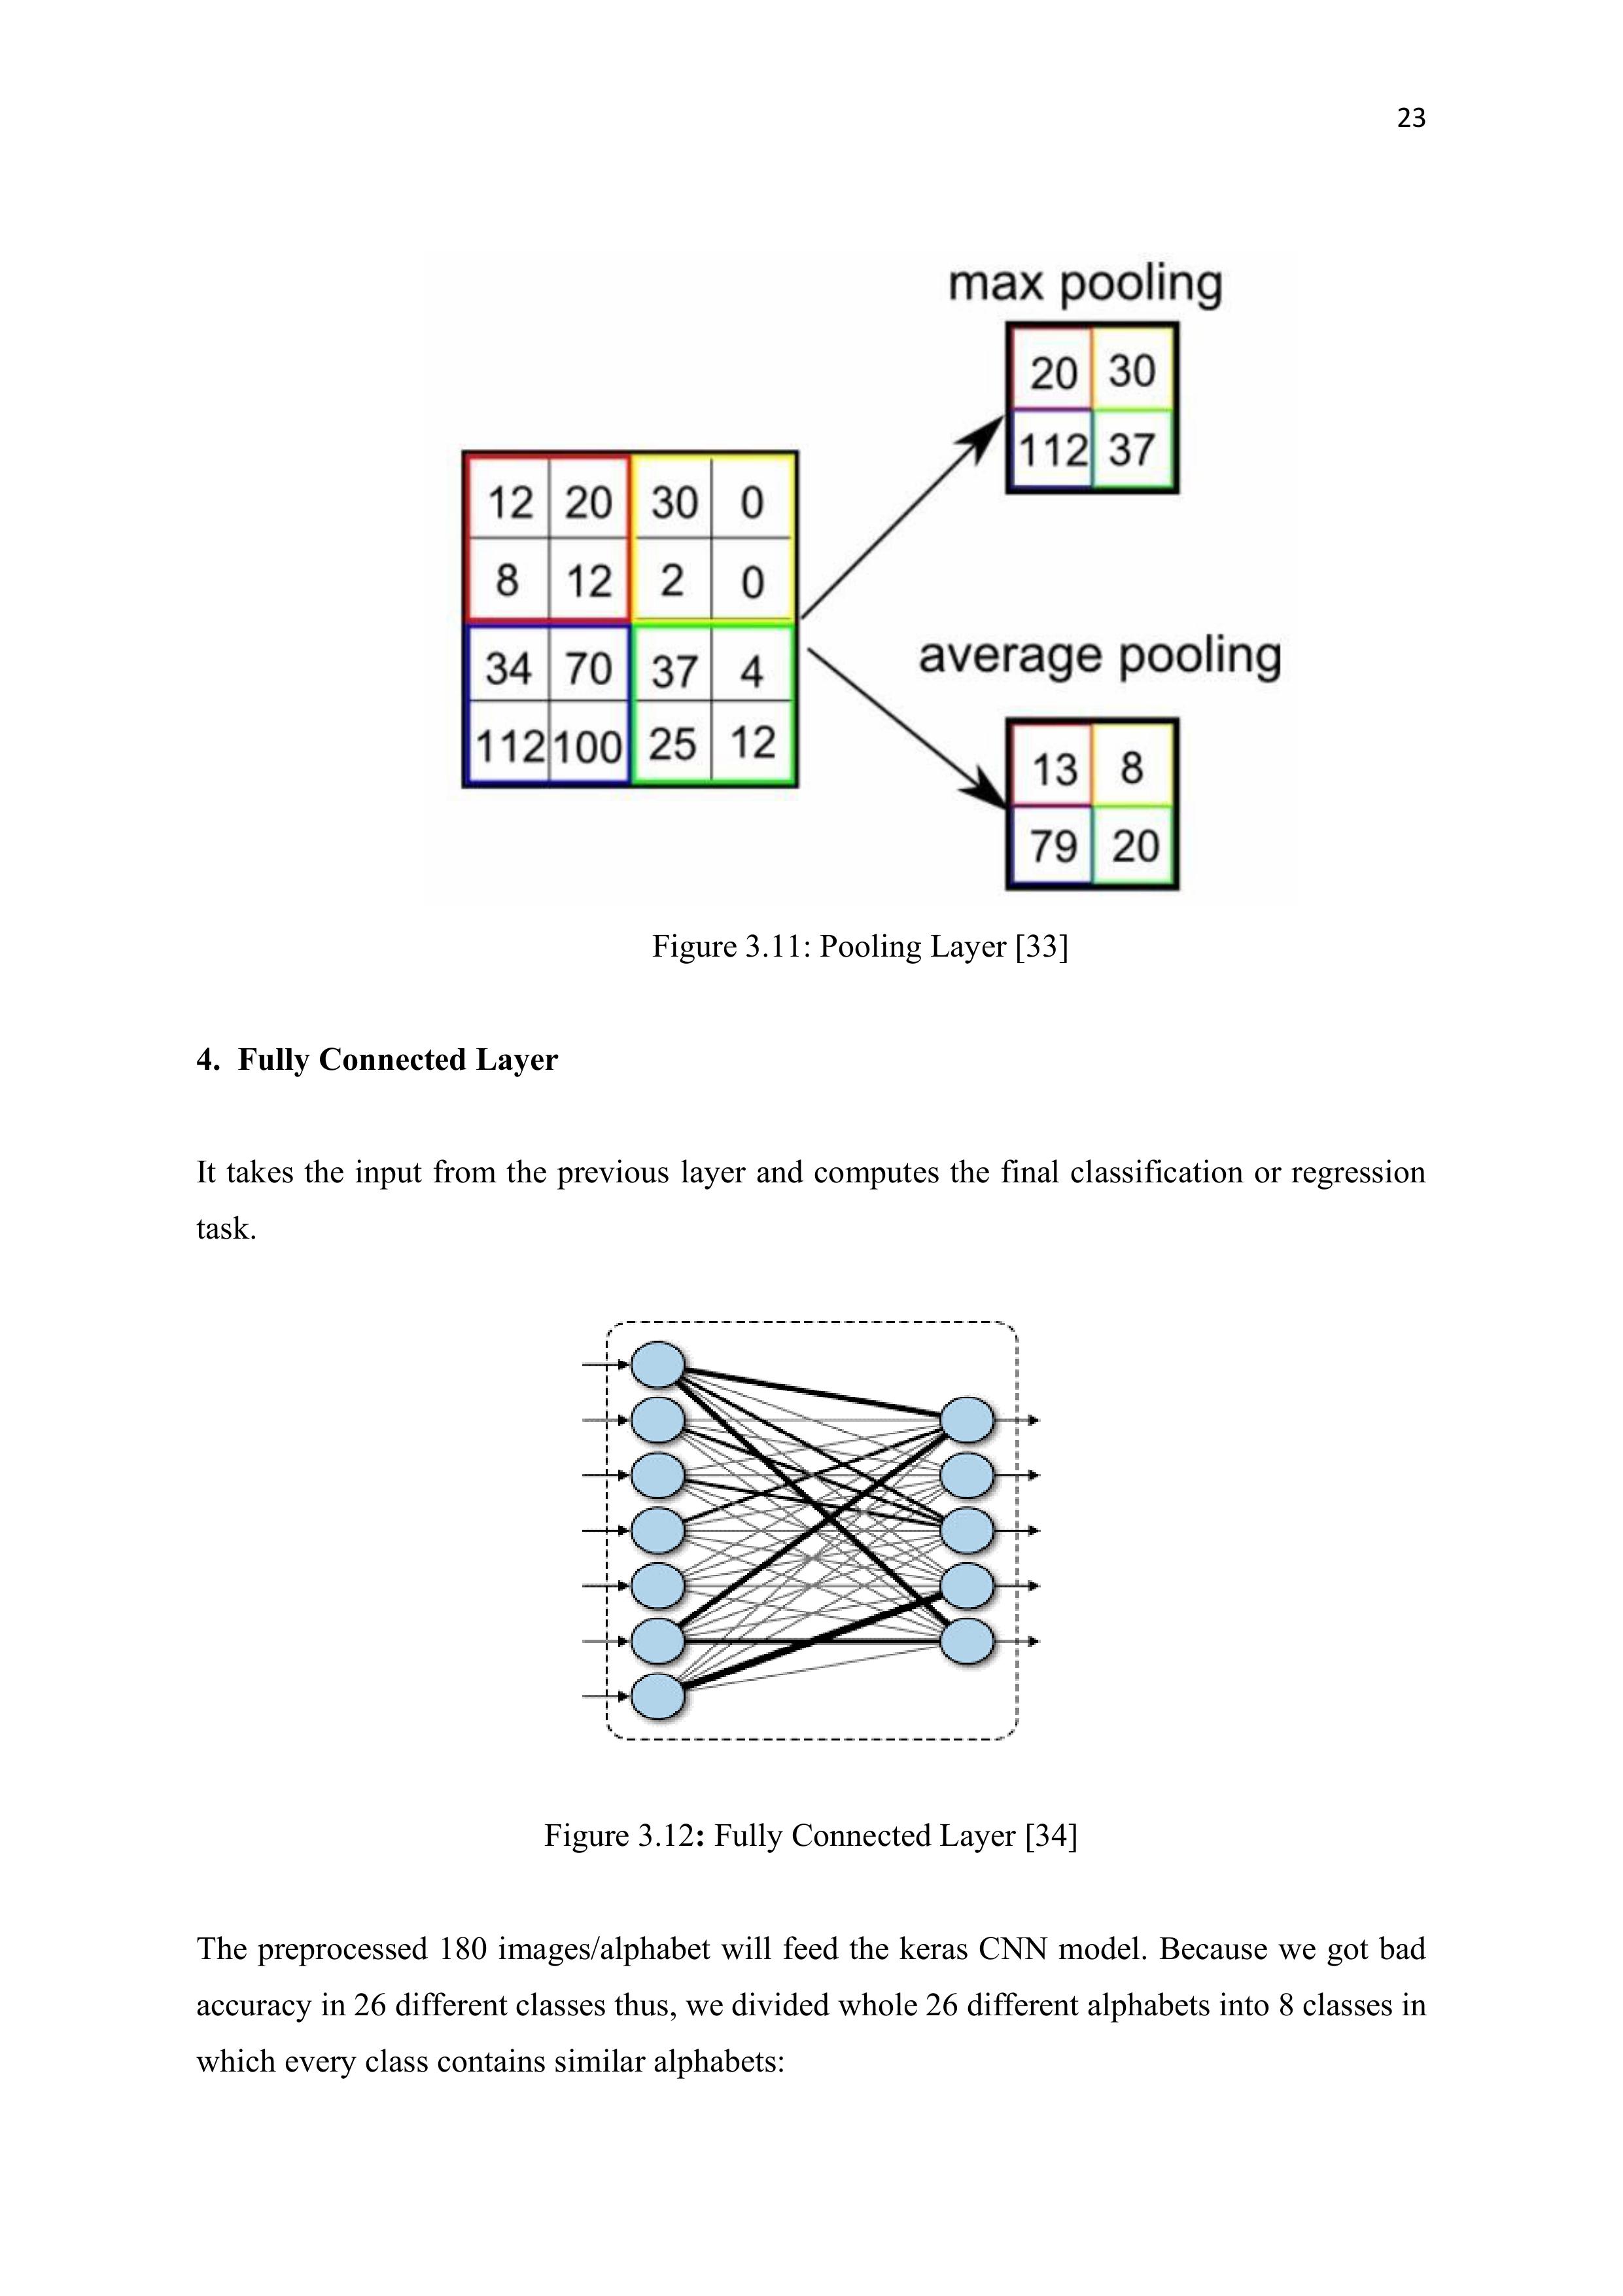 23
max pooling
20 30
112 37
12 20 30 0
8 12 2 0
34 70 37 4
112 100 25 12
average pooling
13 8
79 20
Figure 3.11: Pooling Layer [33]
4. Fully Connected Layer
It takes the input from the previous layer and computes the final classification or regression
task.
Figure 3.12: Fully Connected Layer [34]
The preprocessed 180 images/alphabet will feed the keras CNN model. Because we got bad
accuracy in 26 different classes thus, we divided whole 26 different alphabets into 8 classes in
which every class contains similar alphabets: